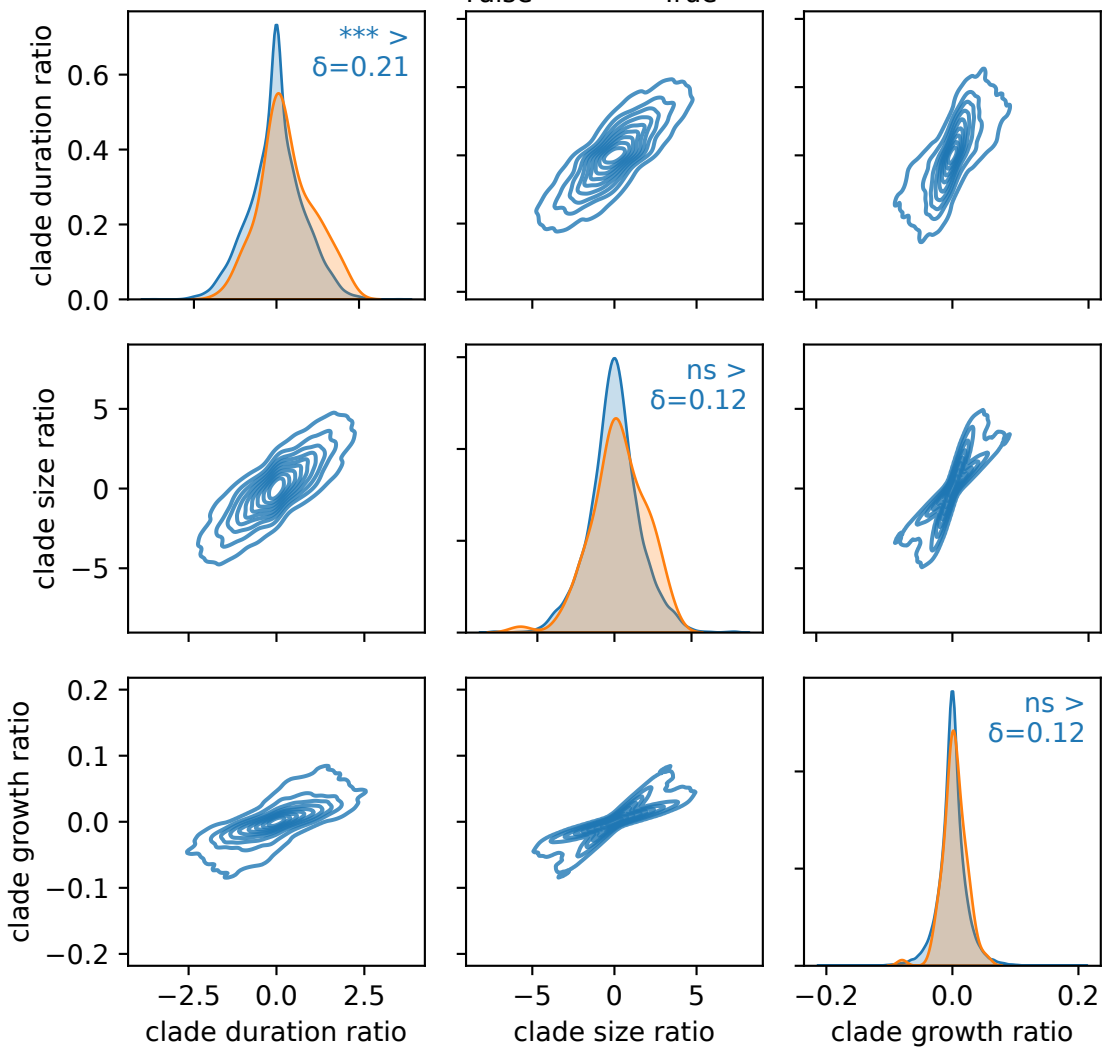 False True
clade duration ratio
0.6
0.4
0.2
0.0
*** >
δ=0.21
clade size ratio
5
0
−5
ns >
δ=0.12
clade growth ratio
0.2
0.1
0.0
−0.1
−0.2
ns >
δ=0.12
−2.5 0.0 2.5
−5 0 5
−0.2 0.0 0.2
clade duration ratio
clade size ratio
clade growth ratio